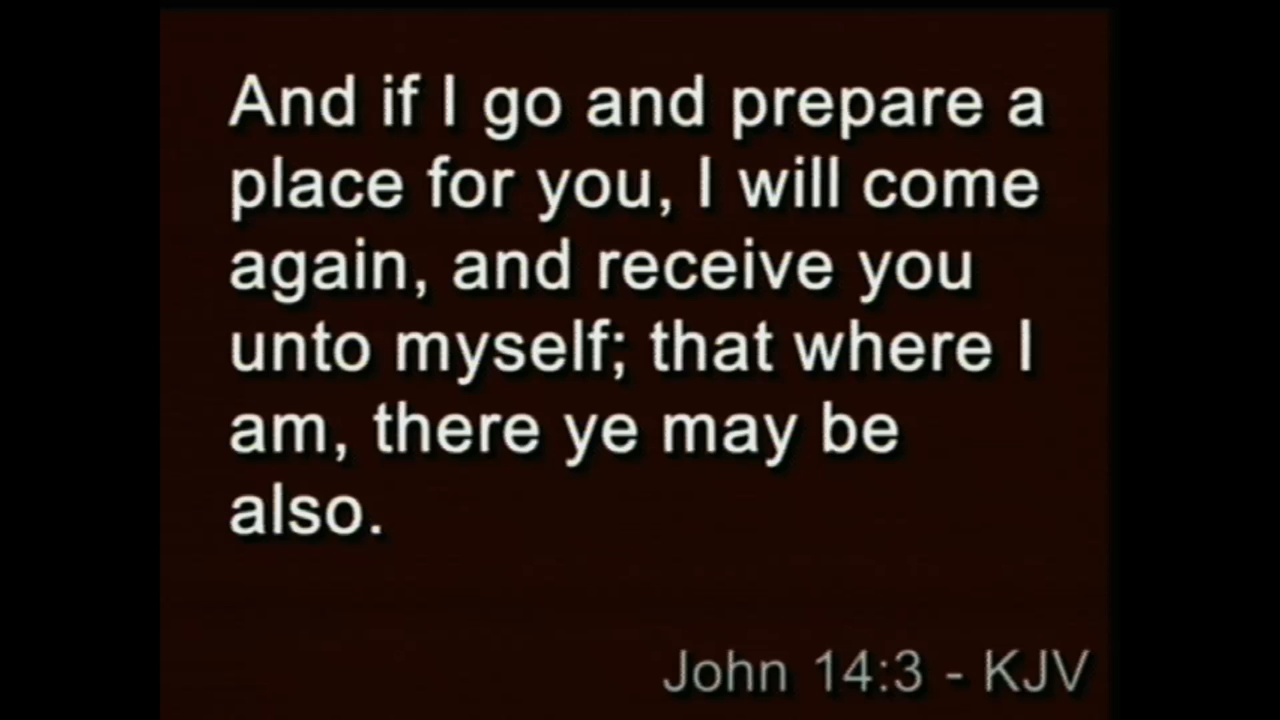 And if I go and prepare a
place for you, I will come
again, and receive you
unto myself; that where I
am, there ye may be
also.
John 14:3 - KJV